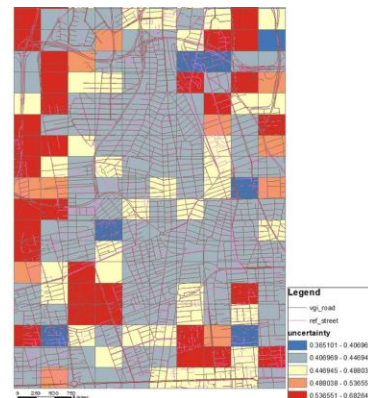 Legend
vgi_road
ref_street
uncertainty
0.365101 - 0.40696
0.406969 - 0.44694
0.446945 - 0.48803
0.488038 - 0.53655
0.536551 - 0.68264